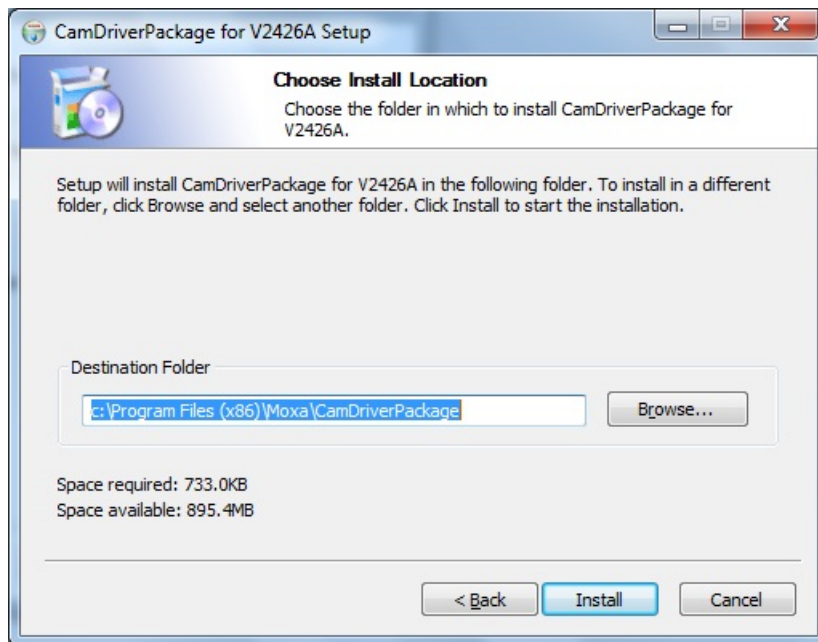 CamDriverPackage for V2426A Setup
Choose Install Location
Choose the folder in which to install CamDriverPackage for
V2426A.
Setup will install CamDriverPackage for V2426A in the following folder. To install in a different
folder, click Browse and select another folder. Click Install to start the installation.
Destination Folder
c:\Program Files (x86)\Moxa\CamDriverPackage
Browse...
Space required: 733.0KB
Space available: 895.4MB
< Back
Install
Cancel